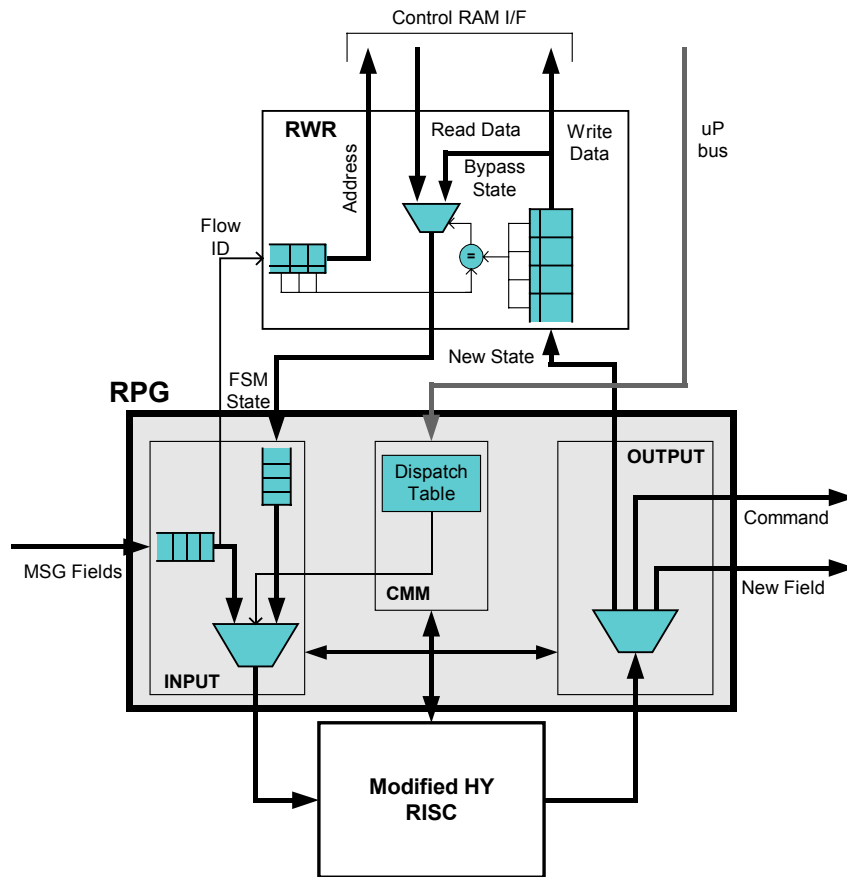 Control RAM I/F
RWR
Read Data
Write
Data
uP
bus
Address
Bypass
State
Flow
ID
=
New State
FSM
State
RPG
OUTPUT
Dispatch
Table
Command
MSG Fields
New Field
CMM
INPUT
Modified HY
RISC